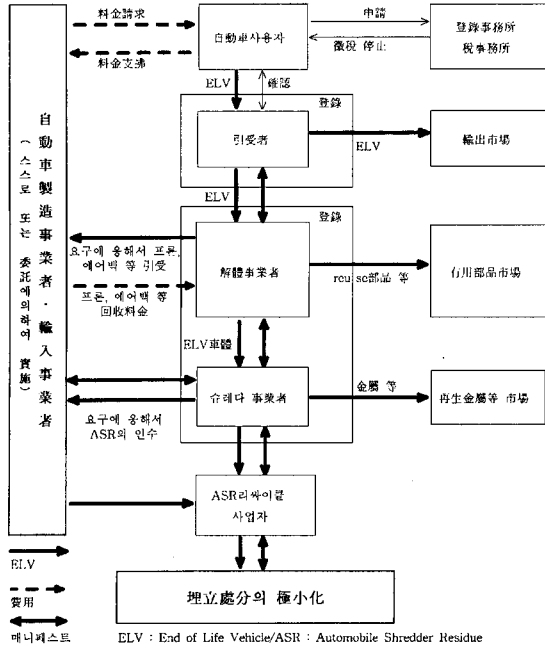 料金請求
料金支拂
自動車使用者
申請
徵稅 停止
登錄事務所
稅事務所
ELV
確認
登錄
引受者
ELV
輸出市場
ELV
登錄
自動車製造事業者・輸入事業者
(스스로 또는 委託에의하여 實施)
요구에 응해서 프론,
에어백 等 引受
프론, 에어백 等
回收料金
解體事業者
reuse部品 等
有用部品市場
ELV車體
슈레다 事業者
金屬 等
再生金屬等 市場
요구에 응해서
ASR의 인수
ASR리싸이클
사업자
ELV
費用
매니페스트
埋立處分의 極小化
ELV : End of Life Vehicle/ASR : Automobile Shredder Residue